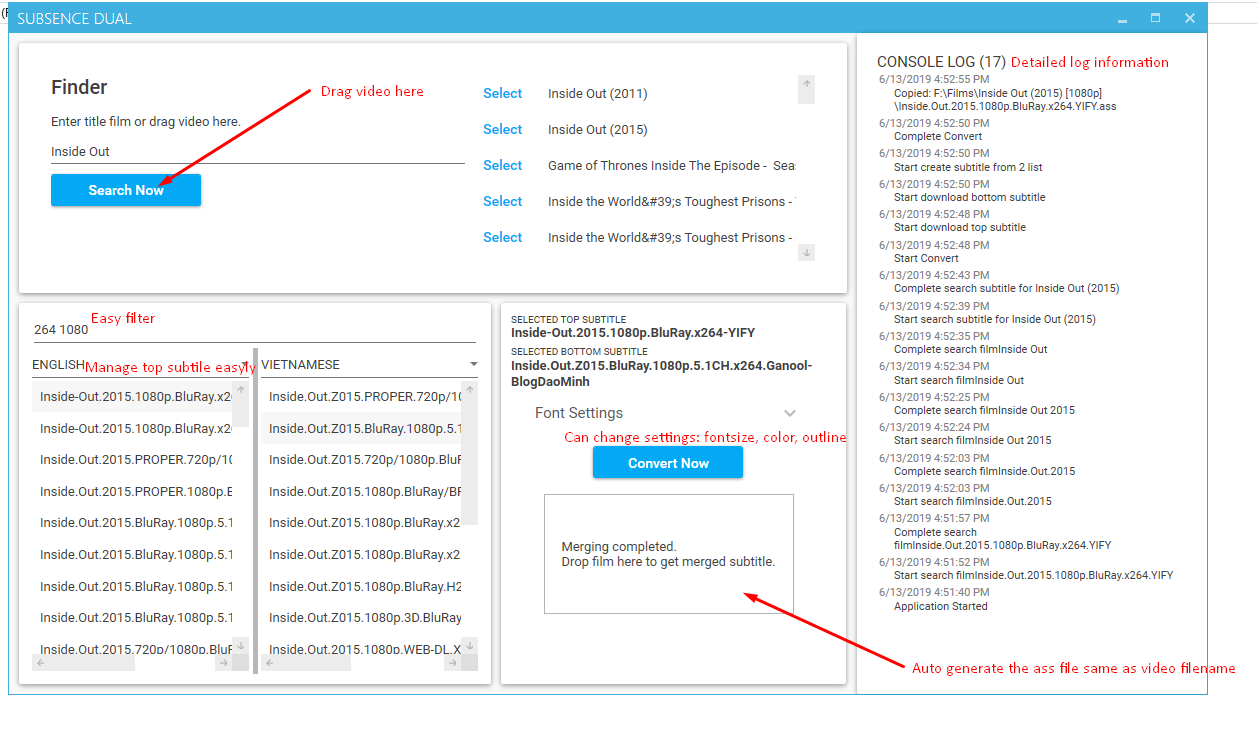 SUBSENCE DUAL
Finder
Drag video here
Enter title film or drag video here.
Inside Out
Search Now
Select Inside Out (2011)
Select Inside Out (2015)
Select Game of Thrones Inside The Episode - Seas
Select Inside the World&#39;s Toughest Prisons -
Select Inside the World&#39;s Toughest Prisons -
264 1080
Easy filter
ENGLISH
Manage top subtile easyly
VIETNAMESE
Inside-Out.2015.1080p.BluRay.x2
Inside-Out.2015.1080p.BluRay.x2
Inside.Out.2015.PROPER.720p/10
Inside.Out.2015.PROPER.1080p.B
Inside.Out.2015.BluRay.1080p.5.1
Inside.Out.2015.BluRay.1080p.5.1
Inside.Out.2015.BluRay.1080p.5.1
Inside.Out.2015.BluRay.1080p.5.1
Inside.Out.2015.720p/1080p.BluR
Inside.Out.Z015.PROPER.720p/10
Inside.Out.Z015.BluRay.1080p.5.1
Inside.Out.Z015.720p/1080p.BluR
Inside.Out.Z015.1080p.BluRay/BR
Inside.Out.Z015.1080p.BluRay.x2
Inside.Out.Z015.1080p.BluRay.x2
Inside.Out.Z015.1080p.BluRay.H2
Inside.Out.Z015.1080p.3D.BluRay
Inside.Out.2015.1080p.WEB-DL.X
SELECTED TOP SUBTITLE
Inside-Out.2015.1080p.BluRay.x264-YIFY
SELECTED BOTTOM SUBTITLE
Inside.Out.Z015.BluRay.1080p.5.1CH.x264.Ganool-
BlogDaoMinh
Font Settings
Can change settings: fontsize, color, outline
Convert Now
Merging completed.
Drop film here to get merged subtitle.
CONSOLE LOG (17)
Detailed log information
6/13/2019 4:52:55 PM
Copied: F:\Films\Inside Out (2015) [1080p]
\Inside.Out.2015.1080p.BluRay.x264.YIFY.ass
6/13/2019 4:52:50 PM
Complete Convert
6/13/2019 4:52:50 PM
Start create subtitle from 2 list
6/13/2019 4:52:50 PM
Start download bottom subtitle
6/13/2019 4:52:48 PM
Start download top subtitle
6/13/2019 4:52:48 PM
Start Convert
6/13/2019 4:52:43 PM
Complete search subtitle for Inside Out (2015)
6/13/2019 4:52:39 PM
Start search subtitle for Inside Out (2015)
6/13/2019 4:52:35 PM
Complete search filmInside Out
6/13/2019 4:52:34 PM
Start search filmInside Out
6/13/2019 4:52:25 PM
Complete search filmInside Out 2015
6/13/2019 4:52:24 PM
Start search filmInside Out 2015
6/13/2019 4:52:03 PM
Complete search filmInside.Out.2015
6/13/2019 4:52:03 PM
Start search filmInside.Out.2015
6/13/2019 4:51:57 PM
Complete search
filmInside.Out.2015.1080p.BluRay.x264.YIFY
6/13/2019 4:51:52 PM
Start search filmInside.Out.2015.1080p.BluRay.x264.YIFY
6/13/2019 4:51:40 PM
Application Started
Auto generate the ass file same as video filename